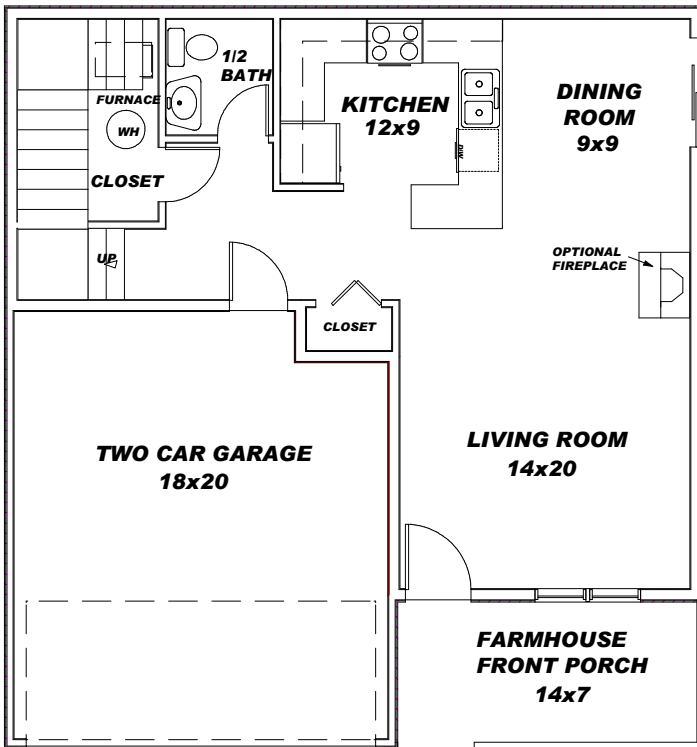 1/2
BATH
FURNACE
WH
CLOSET
UP
KITCHEN
12x9
DW
DINING
ROOM
9x9
OPTIONAL
FIREPLACE
CLOSET
TWO CAR GARAGE
18x20
LIVING ROOM
14x20
FARMHOUSE
FRONT PORCH
14x7